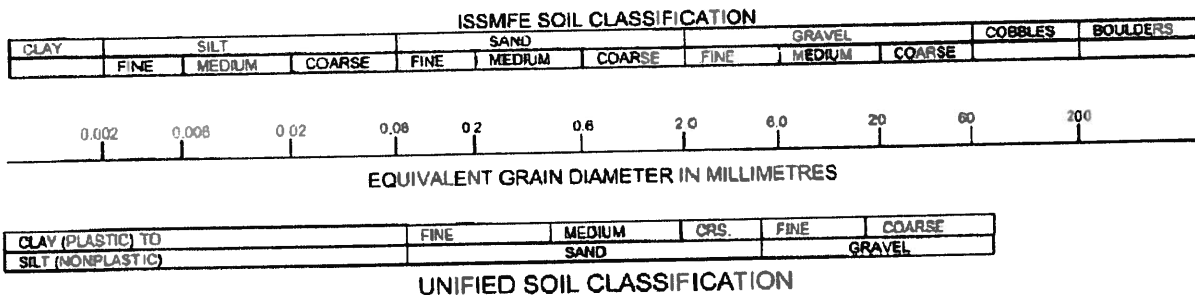 ISSMFE SOIL CLASSIFICATION
CLAY SILT SAND GRAVEL COBBLES BOULDERS
FINE MEDIUM COARSE FINE MEDIUM COARSE FINE MEDIUM COARSE
0.002 0.006 0.02 0.06 0.2 0.6 2.0 6.0 20 60 200
EQUIVALENT GRAIN DIAMETER IN MILLIMETRES
CLAY (PLASTIC) TO FINE MEDIUM CRS. FINE COARSE
SILT (NONPLASTIC) SAND GRAVEL
UNIFIED SOIL CLASSIFICATION